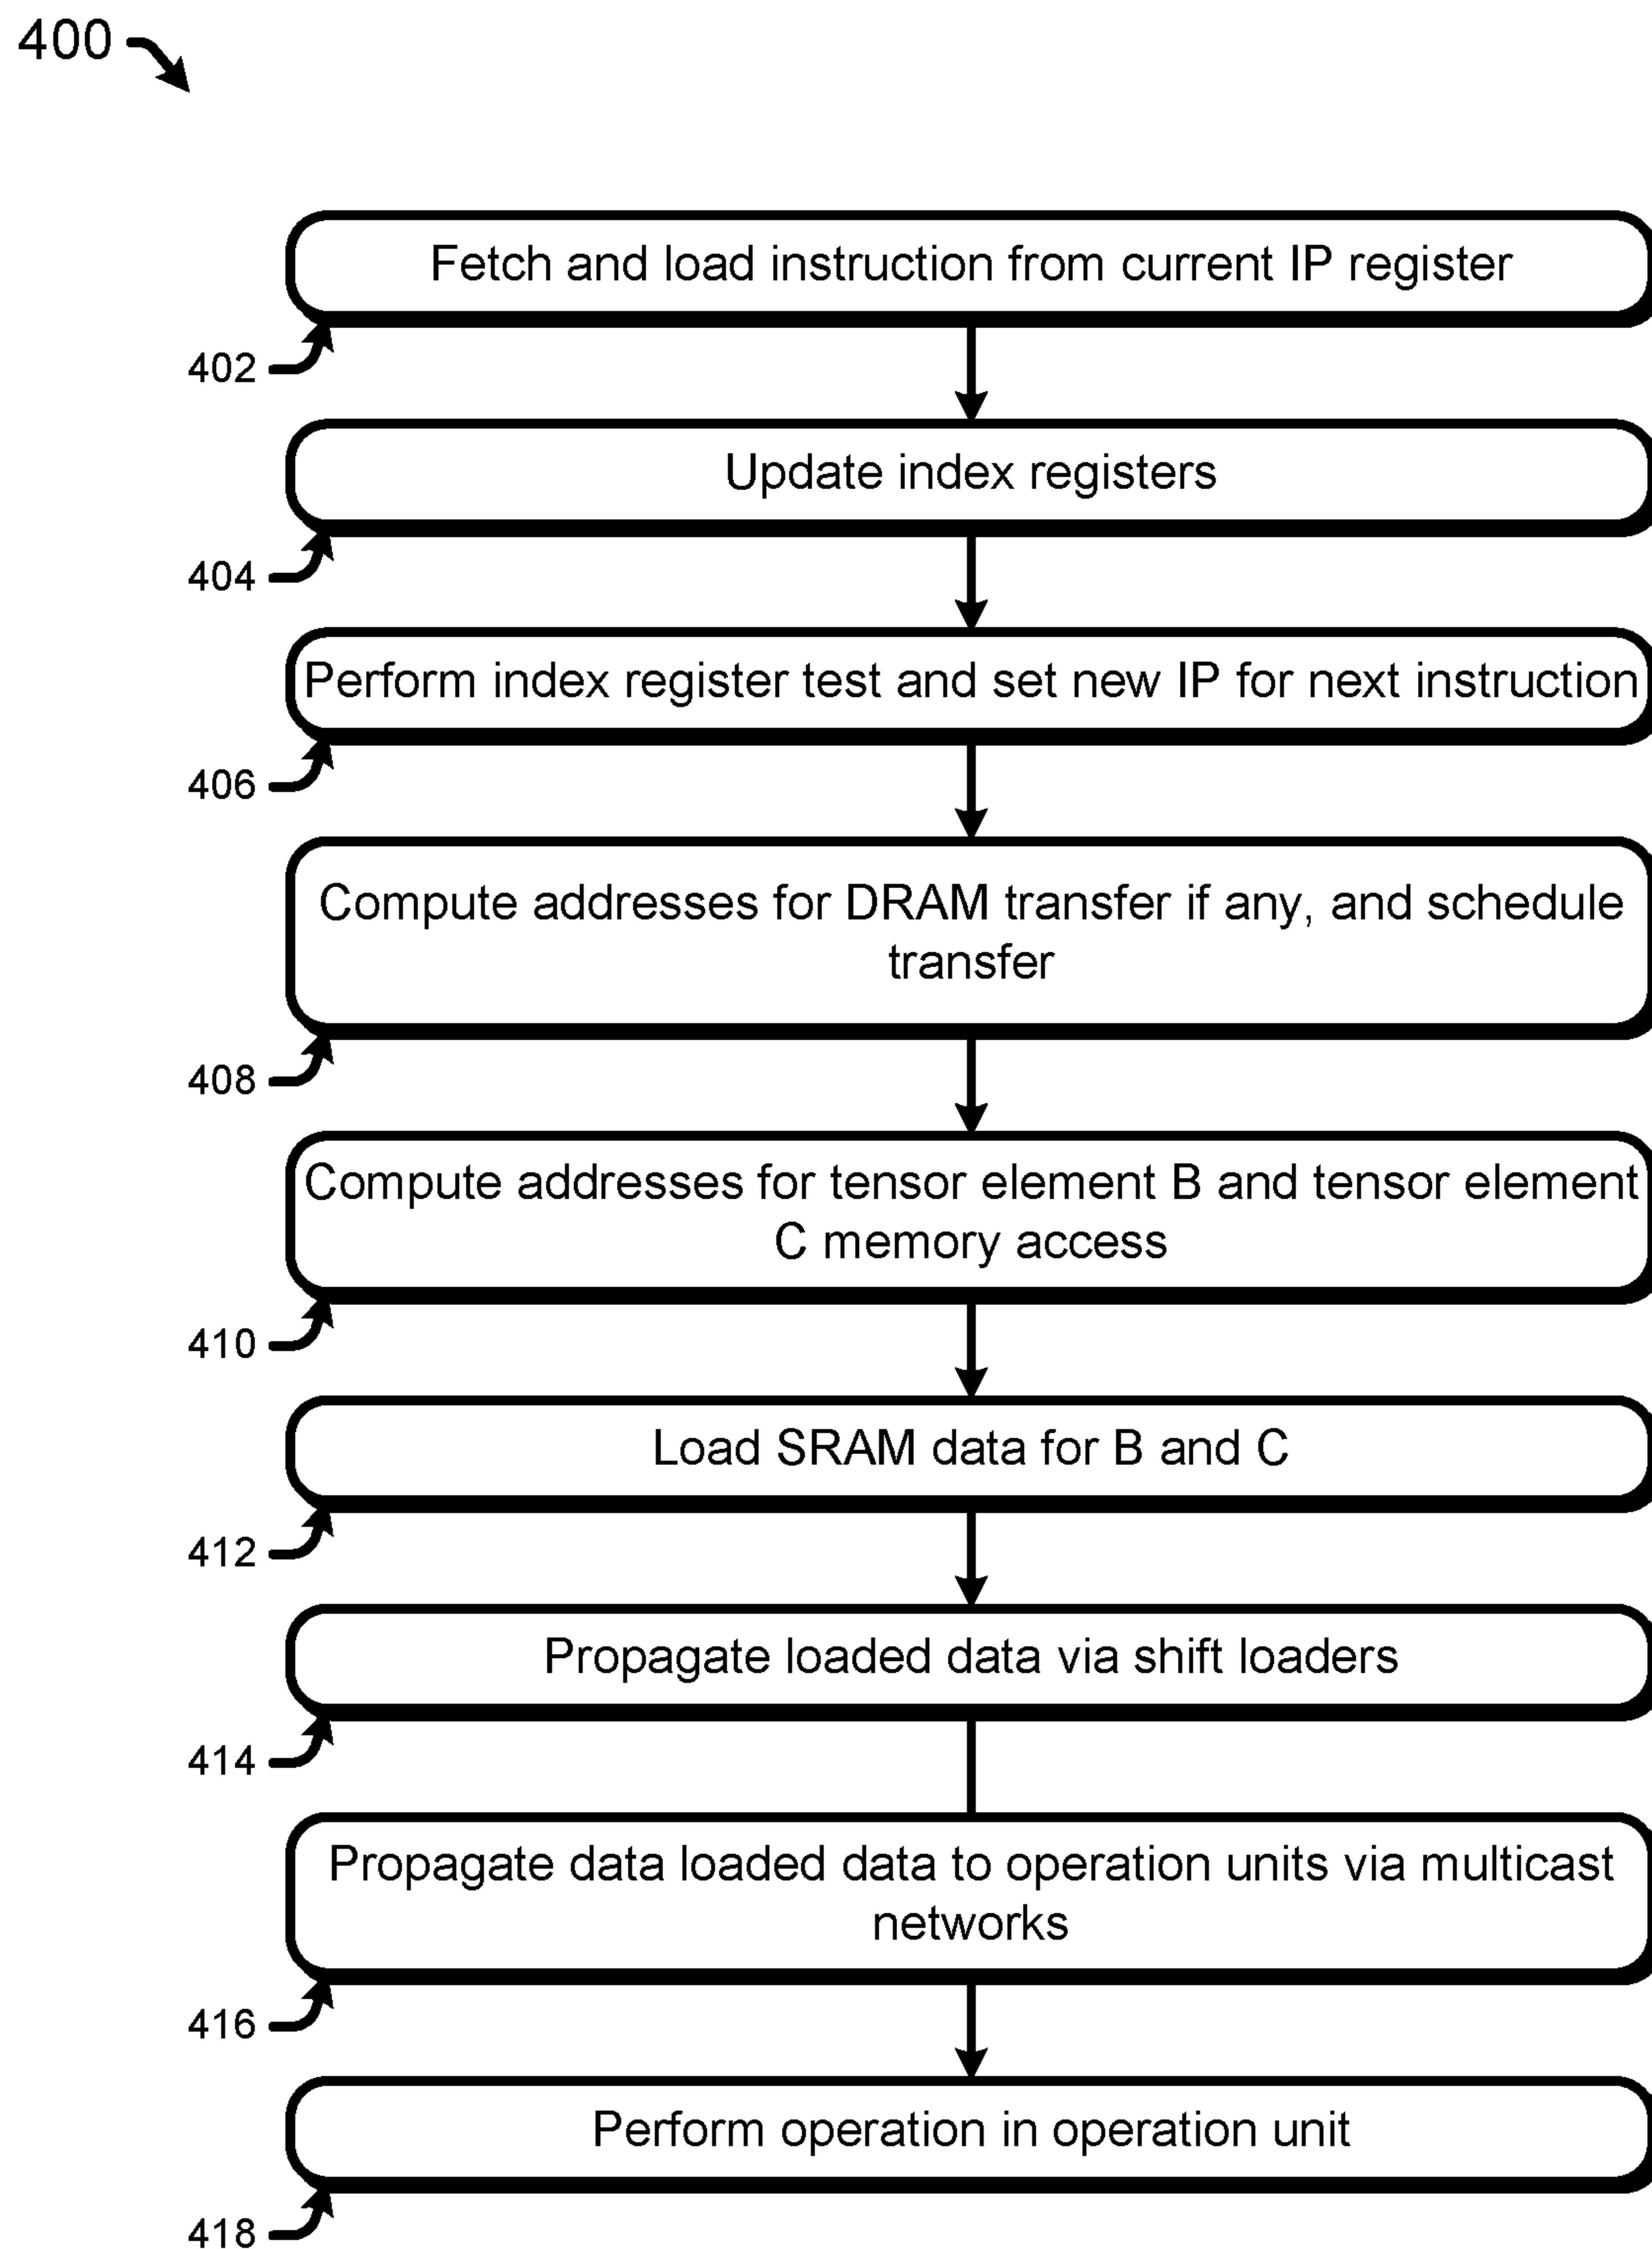 400
Fetch and load instruction from current IP register
402
Update index registers
404
Perform index register test and set new IP for next instruction
406
Compute addresses for DRAM transfer if any, and schedule
transfer
408
Compute addresses for tensor element B and tensor element
C memory access
410
Load SRAM data for B and C
412
Propagate loaded data via shift loaders
414
Propagate data loaded data to operation units via multicast
networks
416
Perform operation in operation unit
418